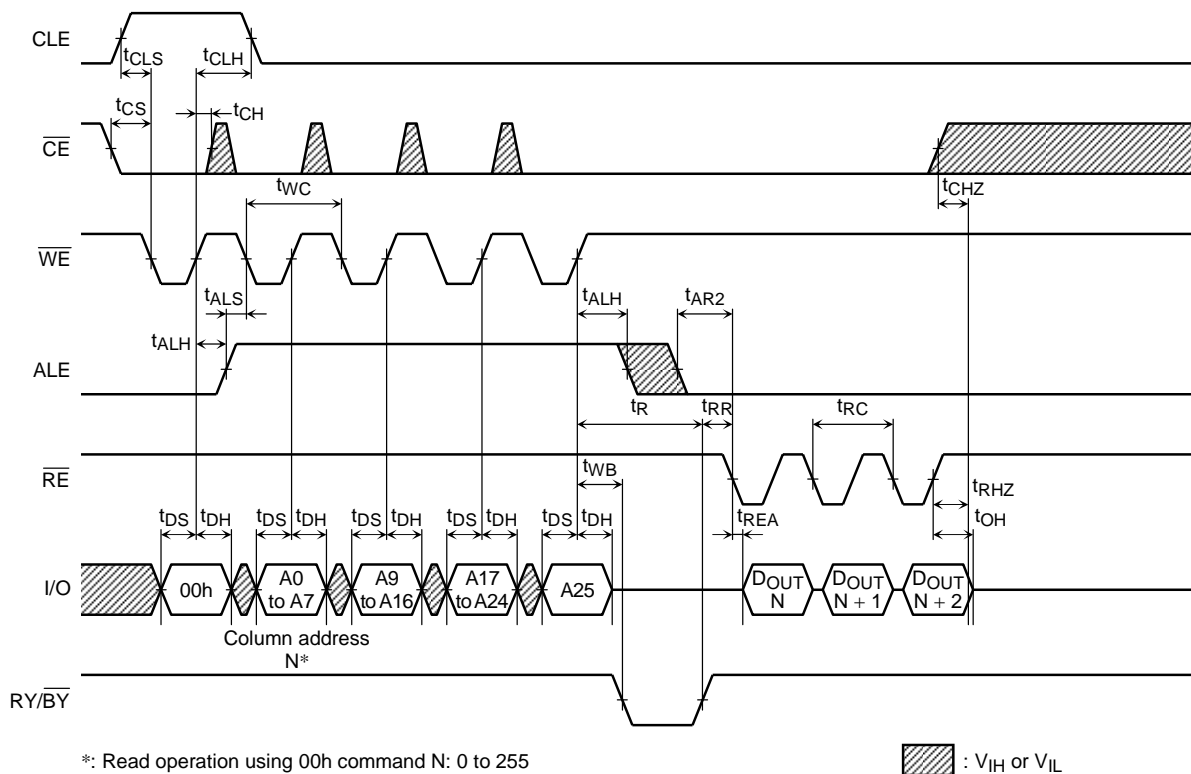 CLE
tCLS
tCLH
tCS
tCH
CE
tWC
tCHZ
WE
tALS
tALH
tAR2
tALH
ALE
tR
tRR
tRC
RE
tWB
tREA
tRHZ
tOH
tDS tDH tDS tDH tDS tDH tDS tDH tDS tDH
I/O
00h
A0
to A7
A9
to A16
A17
to A24
A25
DOUT
N
DOUT
N + 1
DOUT
N + 2
Column address
N*
RY/BY
*: Read operation using 00h command N: 0 to 255
: VIH or VIL